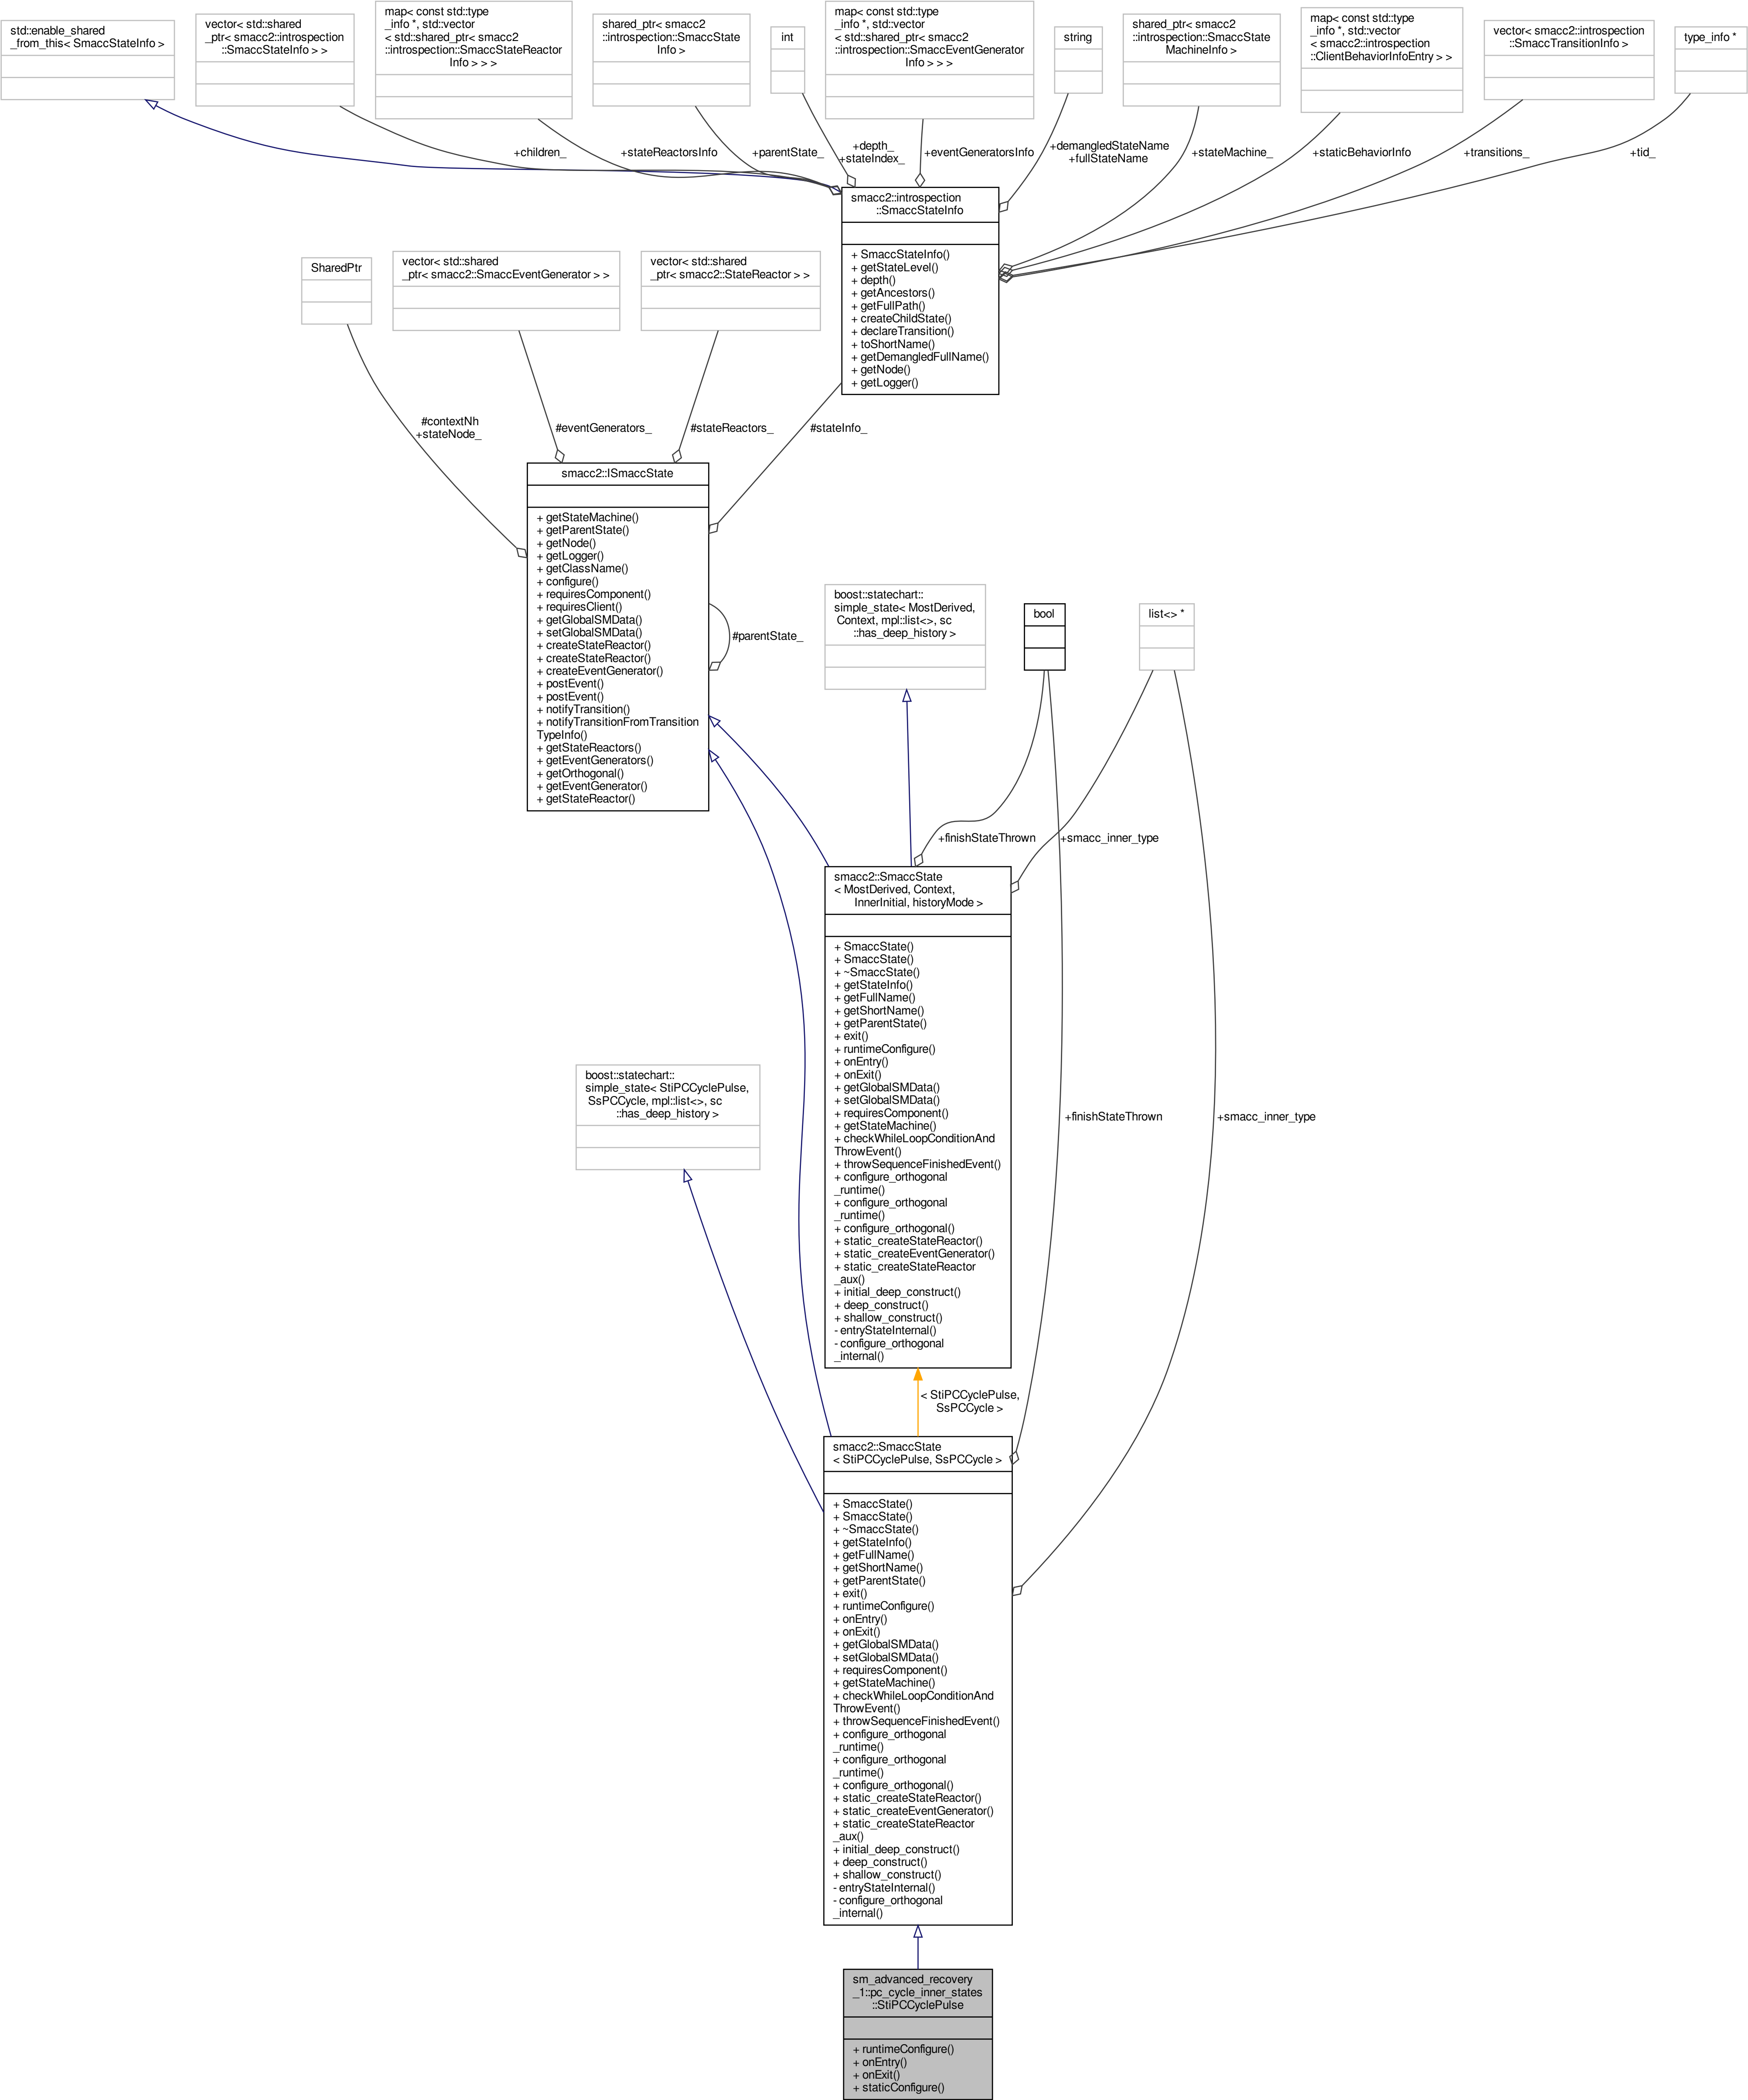 std::enable_shared
_from_this< SmaccStateInfo >
vector< std::shared
_ptr< smacc2::introspection
::SmaccStateInfo > >
map< const std::type
_info *, std::vector
< std::shared_ptr< smacc2
::introspection::SmaccStateReactor
Info > > >
shared_ptr< smacc2
::introspection::SmaccState
Info >
int
map< const std::type
_info *, std::vector
< std::shared_ptr< smacc2
::introspection::SmaccEventGenerator
Info > > >
string
shared_ptr< smacc2
::introspection::SmaccState
MachineInfo >
map< const std::type
_info *, std::vector
< smacc2::introspection
::ClientBehaviorInfoEntry > >
vector< smacc2::introspection
::SmaccTransitionInfo >
type_info *
+children_
+stateReactorsInfo
+parentState_
+depth_
+stateIndex_
+eventGeneratorsInfo
+demangledStateName
+fullStateName
+stateMachine_
+staticBehaviorInfo
+transitions_
+tid_
smacc2::introspection
::SmaccStateInfo
+ SmaccStateInfo()
+ getStateLevel()
+ depth()
+ getAncestors()
+ getFullPath()
+ createChildState()
+ declareTransition()
+ toShortName()
+ getDemangledFullName()
+ getNode()
+ getLogger()
SharedPtr
vector< std::shared
_ptr< smacc2::SmaccEventGenerator > >
vector< std::shared
_ptr< smacc2::StateReactor > >
#contextNh
+stateNode_
#eventGenerators_
#stateReactors_
#stateInfo_
smacc2::ISmaccState
+ getStateMachine()
+ getParentState()
+ getNode()
+ getLogger()
+ getClassName()
+ configure()
+ requiresComponent()
+ requiresClient()
+ getGlobalSMData()
+ setGlobalSMData()
+ createStateReactor()
+ createStateReactor()
+ createEventGenerator()
+ postEvent()
+ postEvent()
+ notifyTransition()
+ notifyTransitionFromTransition
TypeInfo()
+ getStateReactors()
+ getEventGenerators()
+ getOrthogonal()
+ getEventGenerator()
+ getStateReactor()
#parentState_
boost::statechart::
simple_state< MostDerived,
Context, mpl::list<>, sc
::has_deep_history >
bool
list<> *
+finishStateThrown
+smacc_inner_type
smacc2::SmaccState
< MostDerived, Context,
InnerInitial, historyMode >
+ SmaccState()
+ SmaccState()
+ ~SmaccState()
+ getStateInfo()
+ getFullName()
+ getShortName()
+ getParentState()
+ exit()
+ runtimeConfigure()
+ onEntry()
+ onExit()
+ getGlobalSMData()
+ setGlobalSMData()
+ requiresComponent()
+ getStateMachine()
+ checkWhileLoopConditionAnd
ThrowEvent()
+ throwSequenceFinishedEvent()
+ configure_orthogonal
_runtime()
+ configure_orthogonal
_runtime()
+ configure_orthogonal()
+ static_createStateReactor()
+ static_createEventGenerator()
+ static_createStateReactor
_aux()
+ initial_deep_construct()
+ deep_construct()
+ shallow_construct()
- entryStateInternal()
- configure_orthogonal
_internal()
boost::statechart::
simple_state< StiPCCyclePulse,
SsPCCycle, mpl::list<>, sc
::has_deep_history >
+finishStateThrown
+smacc_inner_type
< StiPCCyclePulse,
SsPCCycle >
smacc2::SmaccState
< StiPCCyclePulse, SsPCCycle >
+ SmaccState()
+ SmaccState()
+ ~SmaccState()
+ getStateInfo()
+ getFullName()
+ getShortName()
+ getParentState()
+ exit()
+ runtimeConfigure()
+ onEntry()
+ onExit()
+ getGlobalSMData()
+ setGlobalSMData()
+ requiresComponent()
+ getStateMachine()
+ checkWhileLoopConditionAnd
ThrowEvent()
+ throwSequenceFinishedEvent()
+ configure_orthogonal
_runtime()
+ configure_orthogonal
_runtime()
+ configure_orthogonal()
+ static_createStateReactor()
+ static_createEventGenerator()
+ static_createStateReactor
_aux()
+ initial_deep_construct()
+ deep_construct()
+ shallow_construct()
- entryStateInternal()
- configure_orthogonal
_internal()
sm_advanced_recovery
_1::pc_cycle_inner_states
::StiPCCyclePulse
+ runtimeConfigure()
+ onEntry()
+ onExit()
+ staticConfigure()